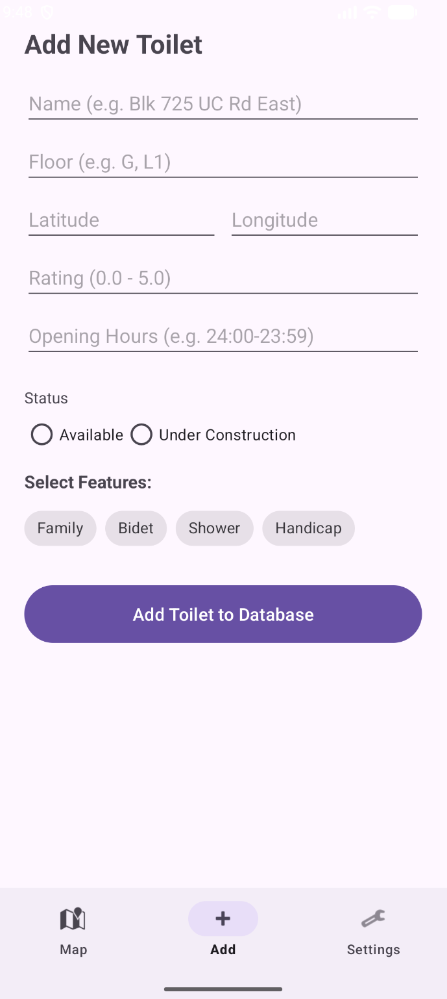 9:48
Add New Toilet
Name (e.g. Blk 725 UC Rd East)
Floor (e.g. G, L1)
Latitude Longitude
Rating (0.0 - 5.0)
Opening Hours (e.g. 24:00-23:59)
Status
Available Under Construction
Select Features:
Family Bidet Shower Handicap
Add Toilet to Database
Map Add Settings